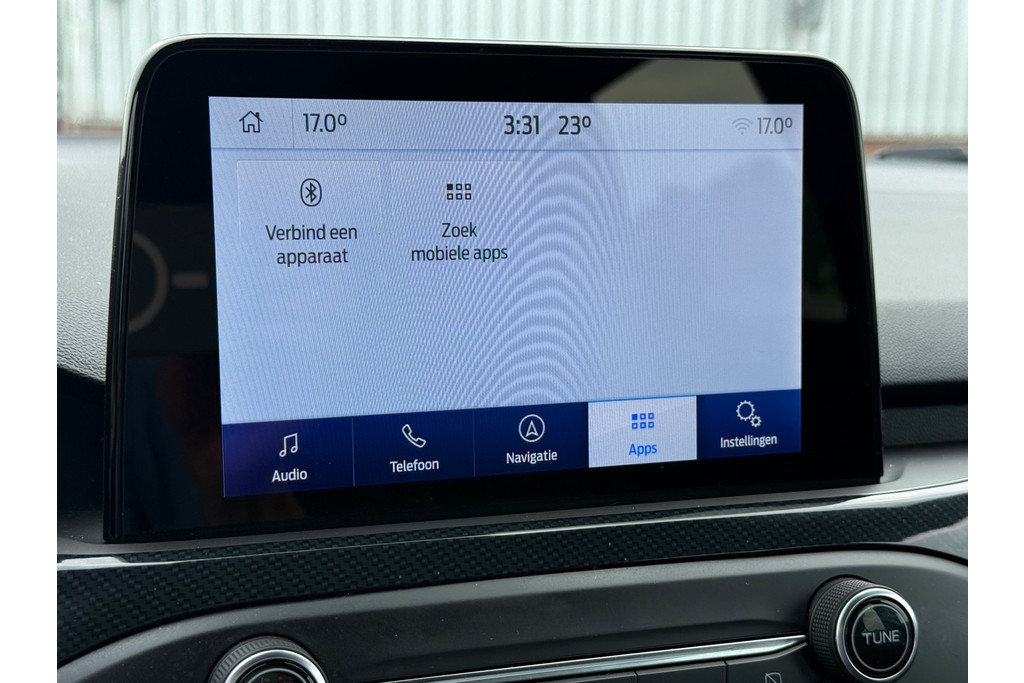 17.0° 3:31 23° 17.0°
Verbind een
apparaat
Zoek
mobiele apps
Audio
Telefoon
Navigatie
Apps
Instellingen
TUNE